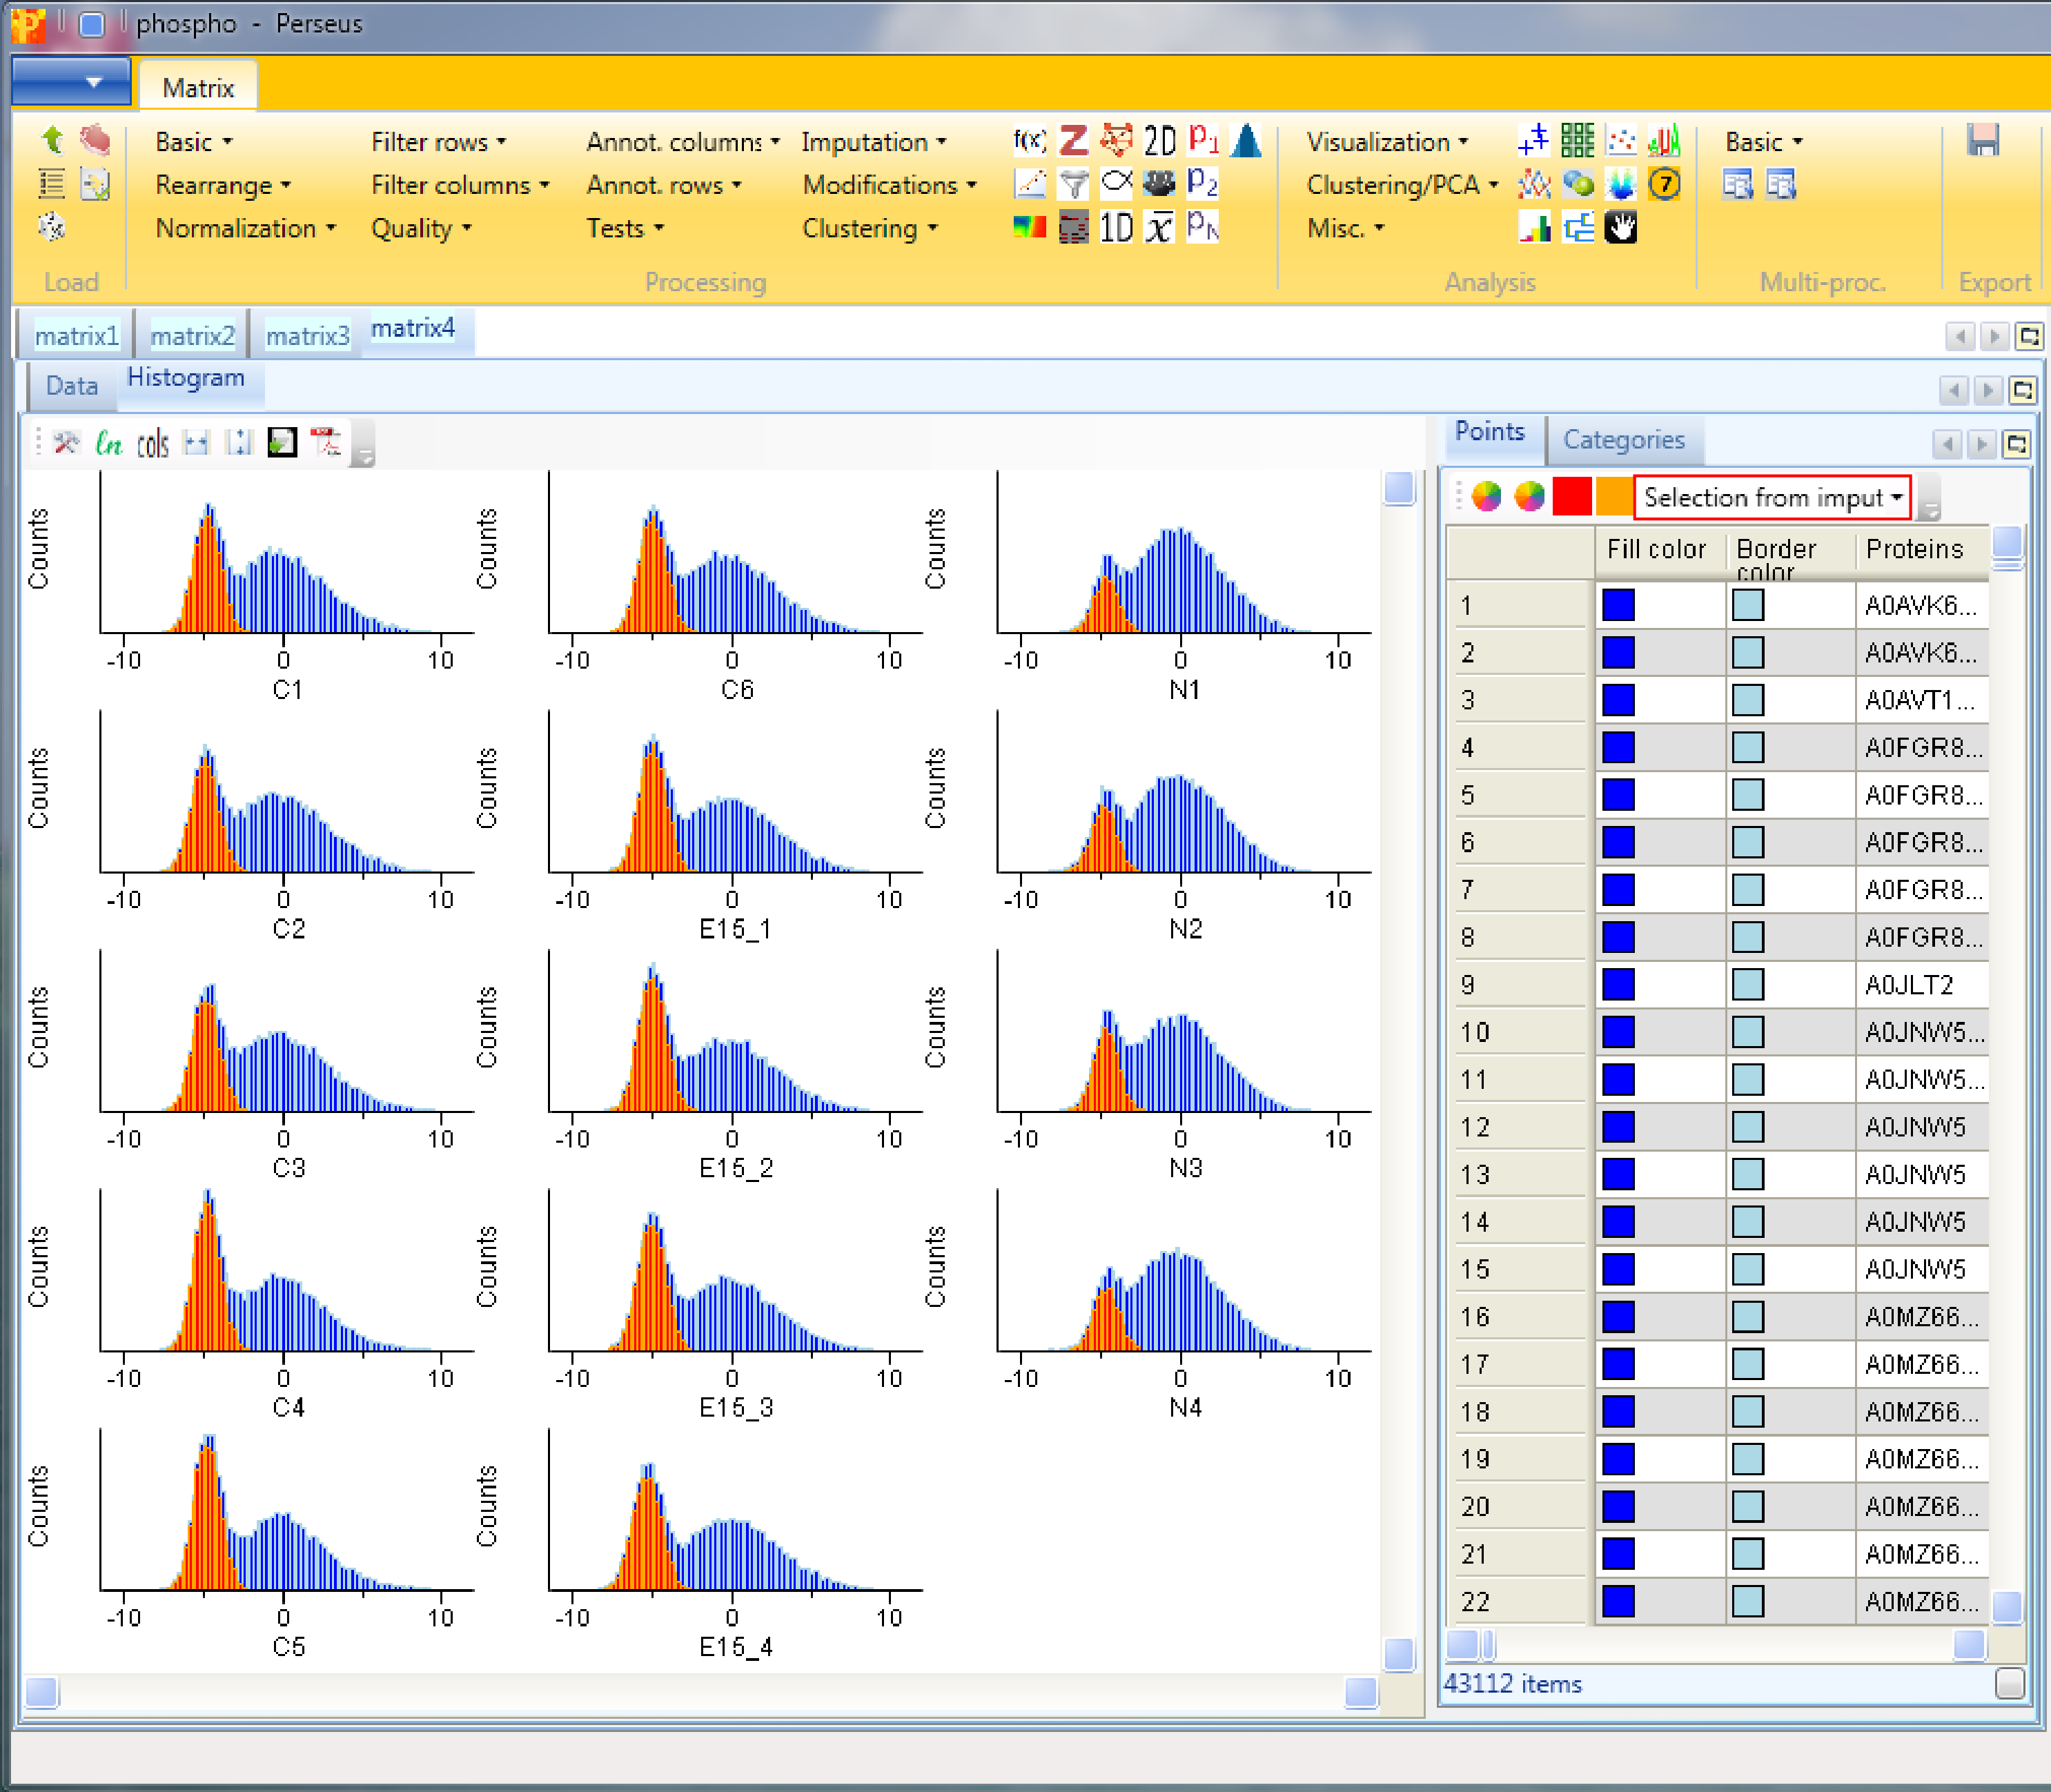 phospho - Perseus
Matrix
Basic Filter rows Annot. columns Imputation f(x) Z 2D p1 Visualization Basic
Rearrange Filter columns Annot. rows Modifications p2 Clustering/PCA 7
Normalization Quality Tests Clustering 1D x̄ pN Misc.
Load Processing Analysis Multi-proc. Export
matrix1 matrix2 matrix3 matrix4
Data Histogram
ln cols
Counts
-10 0 10
C1
Counts
-10 0 10
C6
Counts
-10 0 10
N1
Counts
-10 0 10
C2
Counts
-10 0 10
E15_1
Counts
-10 0 10
N2
Counts
-10 0 10
C3
Counts
-10 0 10
E15_2
Counts
-10 0 10
N3
Counts
-10 0 10
C4
Counts
-10 0 10
E15_3
Counts
-10 0 10
N4
Counts
-10 0 10
C5
Counts
-10 0 10
E15_4
Points Categories
Selection from imput
Fill color Border color Proteins
1 A0AVK6...
2 A0AVK6...
3 A0AVT1...
4 A0FGR8...
5 A0FGR8...
6 A0FGR8...
7 A0FGR8...
8 A0FGR8...
9 A0JLT2
10 A0JNW5...
11 A0JNW5...
12 A0JNW5
13 A0JNW5
14 A0JNW5
15 A0JNW5
16 A0MZ66...
17 A0MZ66...
18 A0MZ66...
19 A0MZ66...
20 A0MZ66...
21 A0MZ66...
22 A0MZ66...
43112 items